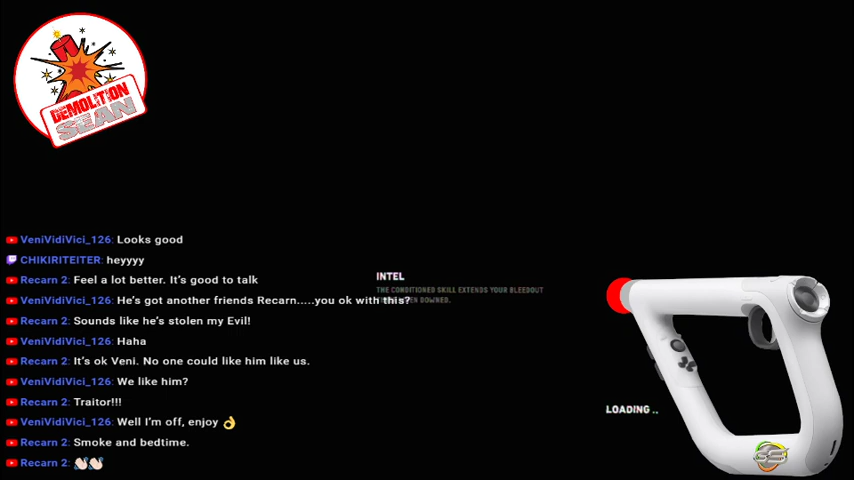 DEMOLITION
SEAN
VeniVidiVici_126: Looks good
CHIKIRITEITER: heyyyy
Recarn 2: Feel a lot better. It's good to talk
INTEL
THE CONDITIONED SKILL EXTENDS YOUR BLEEDOUT
DOWNED.
VeniVidiVici_126: He's got another friends Recarn.....you ok with this?
Recarn 2: Sounds like he's stolen my Evil!
VeniVidiVici_126: Haha
Recarn 2: It's ok Veni. No one could like him like us.
VeniVidiVici_126: We like him?
Recarn 2: Traitor!!!
LOADING ..
VeniVidiVici_126: Well I'm off, enjoy 👌
Recarn 2: Smoke and bedtime.
Recarn 2: 👋🏻👋🏻